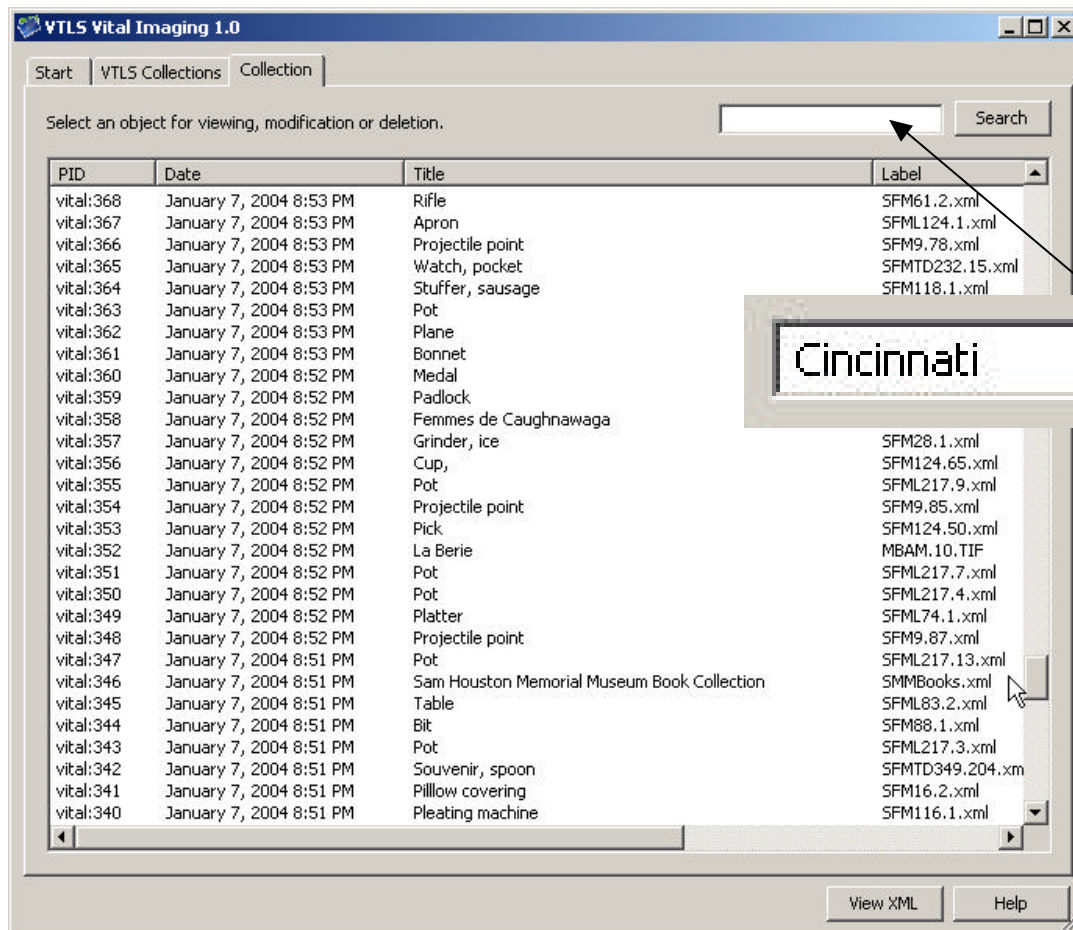 VTLS Vital Imaging 1.0
Start VTLS Collections Collection
Select an object for viewing, modification or deletion. Search
PID Date Title Label
vital:368 January 7, 2004 8:53 PM Rifle SFM61.2.xml
vital:367 January 7, 2004 8:53 PM Apron SFML124.1.xml
vital:366 January 7, 2004 8:53 PM Projectile point SFM9.78.xml
vital:365 January 7, 2004 8:53 PM Watch, pocket SFMTD232.15.xml
vital:364 January 7, 2004 8:53 PM Stuffer, sausage SFM118.1.xml
vital:363 January 7, 2004 8:53 PM Pot
vital:362 January 7, 2004 8:53 PM Plane
vital:361 January 7, 2004 8:53 PM Bonnet
Cincinnati
vital:360 January 7, 2004 8:52 PM Medal
vital:359 January 7, 2004 8:52 PM Padlock
vital:358 January 7, 2004 8:52 PM Femmes de Caughnawaga
vital:357 January 7, 2004 8:52 PM Grinder, ice SFM28.1.xml
vital:356 January 7, 2004 8:52 PM Cup, SFM124.65.xml
vital:355 January 7, 2004 8:52 PM Pot SFML217.9.xml
vital:354 January 7, 2004 8:52 PM Projectile point SFM9.85.xml
vital:353 January 7, 2004 8:52 PM Pick SFM124.50.xml
vital:352 January 7, 2004 8:52 PM La Berie MBAM.10.TIF
vital:351 January 7, 2004 8:52 PM Pot SFML217.7.xml
vital:350 January 7, 2004 8:52 PM Pot SFML217.4.xml
vital:349 January 7, 2004 8:52 PM Platter SFML74.1.xml
vital:348 January 7, 2004 8:52 PM Projectile point SFM9.87.xml
vital:347 January 7, 2004 8:51 PM Pot SFML217.13.xml
vital:346 January 7, 2004 8:51 PM Sam Houston Memorial Museum Book Collection SMMBooks.xml
vital:345 January 7, 2004 8:51 PM Table SFML83.2.xml
vital:344 January 7, 2004 8:51 PM Bit SFM88.1.xml
vital:343 January 7, 2004 8:51 PM Pot SFML217.3.xml
vital:342 January 7, 2004 8:51 PM Souvenir, spoon SFMTD349.204.xm
vital:341 January 7, 2004 8:51 PM Pilllow covering SFM16.2.xml
vital:340 January 7, 2004 8:51 PM Pleating machine SFM116.1.xml
View XML Help